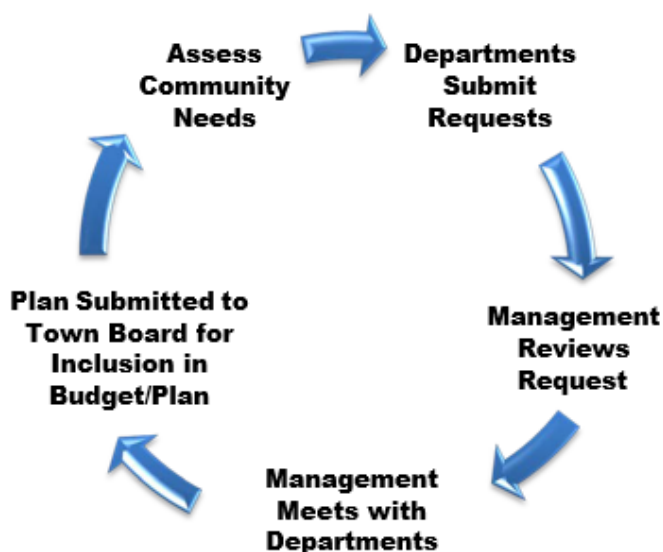 Assess
Community
Needs
Departments
Submit
Requests
Management
Reviews
Request
Management
Meets with
Departments
Plan Submitted to
Town Board for
Inclusion in
Budget/Plan